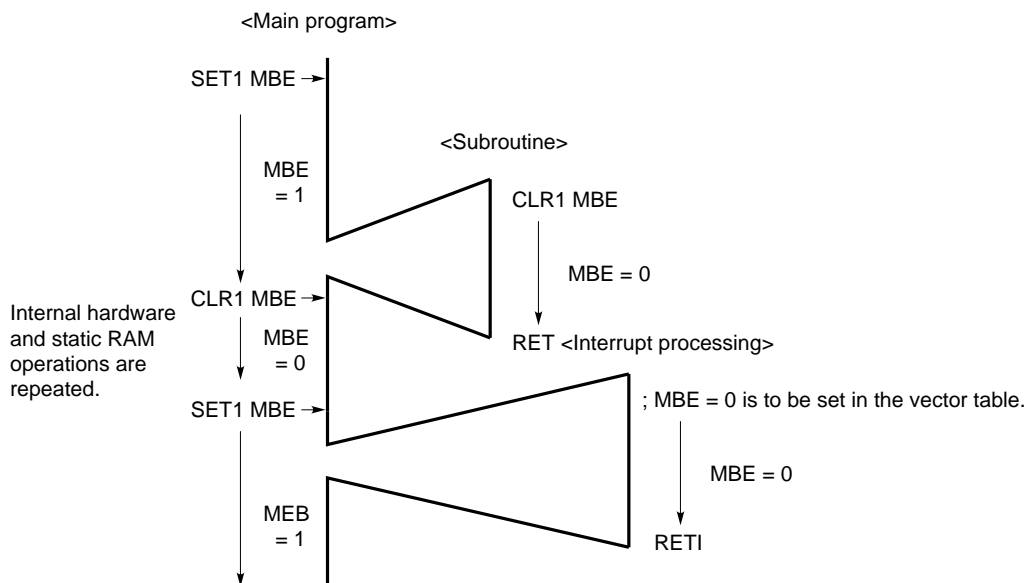 <Main program>
SET1 MBE
<Subroutine>
MBE
= 1
CLR1 MBE
MBE = 0
CLR1 MBE
Internal hardware
and static RAM
operations are
repeated.
MBE
= 0
RET <Interrupt processing>
SET1 MBE
; MBE = 0 is to be set in the vector table.
MBE = 0
MEB
= 1
RETI